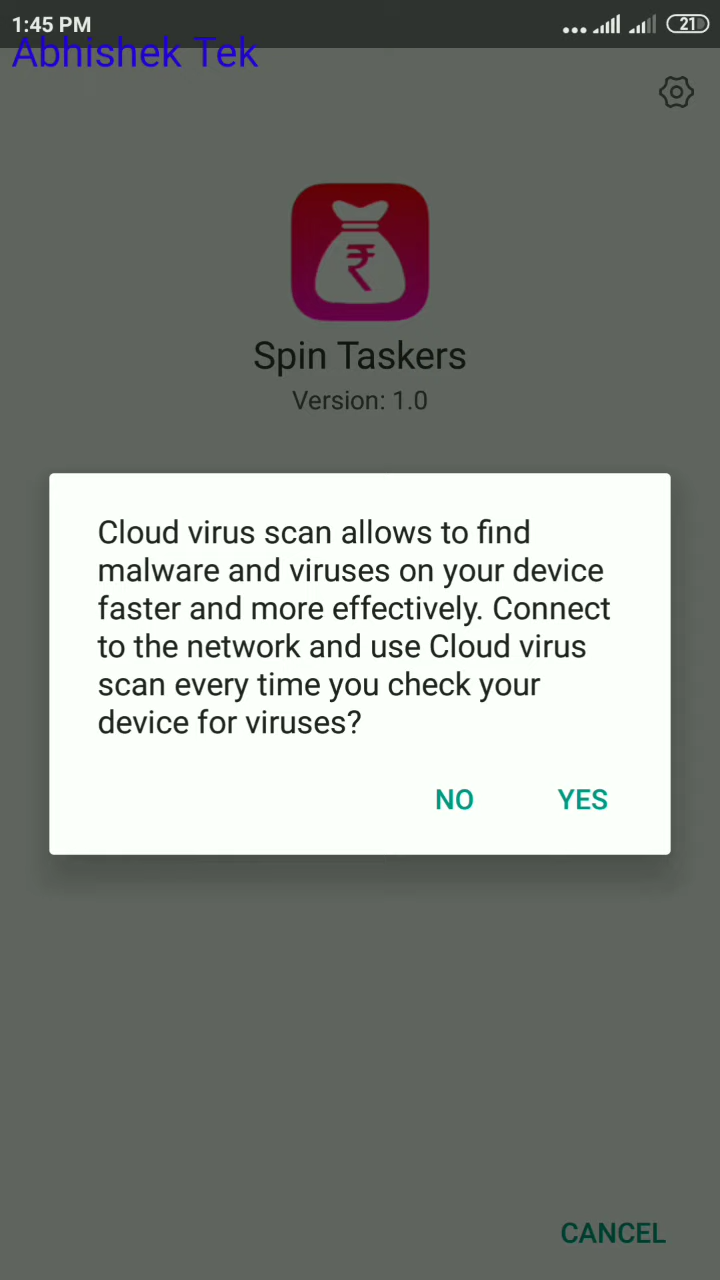 1:45 PM
21
Abhishek Tek
₹
Spin Taskers
Version: 1.0
Cloud virus scan allows to find
malware and viruses on your device
faster and more effectively. Connect
to the network and use Cloud virus
scan every time you check your
device for viruses?
NO YES
CANCEL